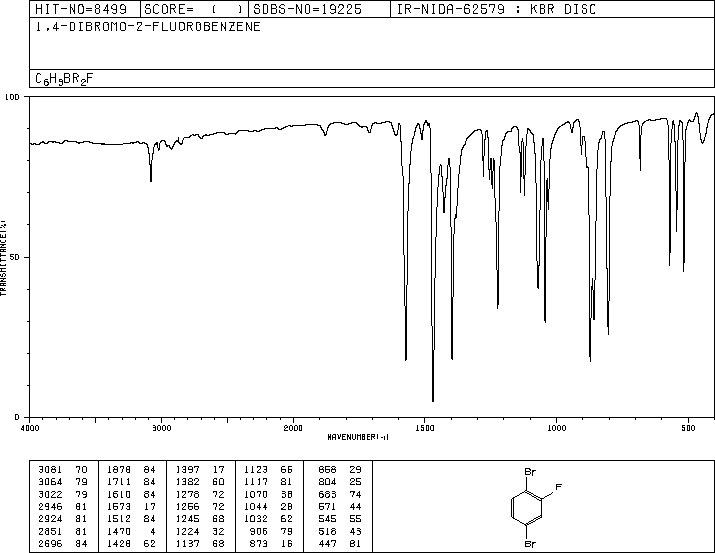 HIT-NO=8499 SCORE= ( ) SDBS-NO=19225 IR-NIDA-62579 : KBR DISC
1,4-DIBROMO-2-FLUOROBENZENE
C6H3BR2F
100
50
0
TRANSMITTANCE(%)
4000 3000 2000 1500 1000 500
WAVENUMBER(-1)
3081 70 1878 84 1397 17 1123 66 858 29
3064 79 1711 84 1382 60 1117 81 804 25
3022 79 1610 84 1278 72 1070 38 683 74
2946 81 1573 17 1256 72 1044 28 571 44
2924 81 1512 84 1245 68 1032 62 545 55
2851 81 1470 4 1224 32 906 79 518 43
2696 84 1428 62 1137 68 873 16 447 81
Br
F
Br